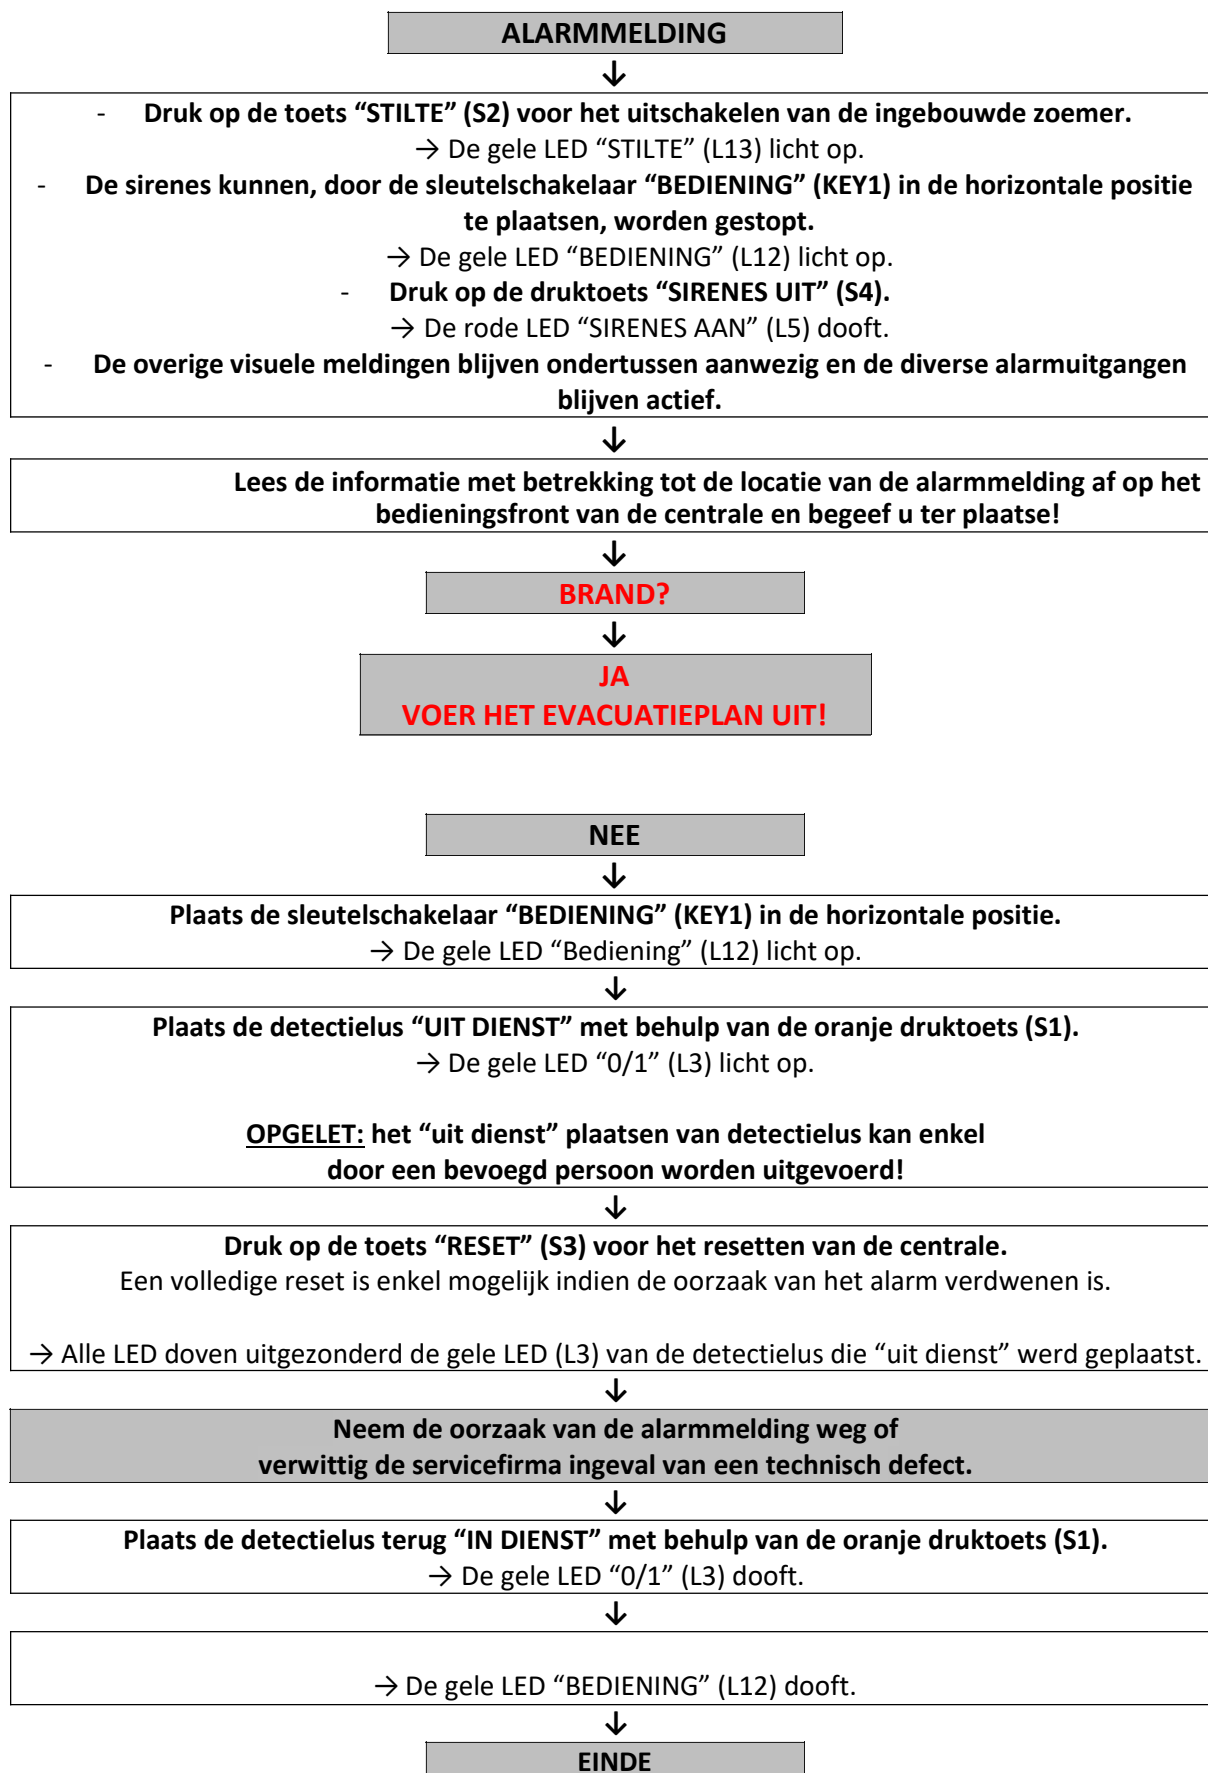 ALARMMELDING
↓
- Druk op de toets “STILTE” (S2) voor het uitschakelen van de ingebouwde zoemer.
→ De gele LED “STILTE” (L13) licht op.
- De sirenes kunnen, door de sleutelschakelaar “BEDIENING” (KEY1) in de horizontale positie
te plaatsen, worden gestopt.
→ De gele LED “BEDIENING” (L12) licht op.
- Druk op de druktoets “SIRENES UIT” (S4).
→ De rode LED “SIRENES AAN” (L5) dooft.
- De overige visuele meldingen blijven ondertussen aanwezig en de diverse alarmuitgangen
blijven actief.
↓
Lees de informatie met betrekking tot de locatie van de alarmmelding af op het
bedieningsfront van de centrale en begeef u ter plaatse!
↓
BRAND?
↓
JA
VOER HET EVACUATIEPLAN UIT!
NEE
↓
Plaats de sleutelschakelaar “BEDIENING” (KEY1) in de horizontale positie.
→ De gele LED “Bediening” (L12) licht op.
↓
Plaats de detectielus “UIT DIENST” met behulp van de oranje druktoets (S1).
→ De gele LED “0/1” (L3) licht op.
OPGELET: het “uit dienst” plaatsen van detectielus kan enkel
door een bevoegd persoon worden uitgevoerd!
↓
Druk op de toets “RESET” (S3) voor het resetten van de centrale.
Een volledige reset is enkel mogelijk indien de oorzaak van het alarm verdwenen is.
→ Alle LED doven uitgezonderd de gele LED (L3) van de detectielus die “uit dienst” werd geplaatst.
↓
Neem de oorzaak van de alarmmelding weg of
verwittig de servicefirma ingeval van een technisch defect.
↓
Plaats de detectielus terug “IN DIENST” met behulp van de oranje druktoets (S1).
→ De gele LED “0/1” (L3) dooft.
↓
→ De gele LED “BEDIENING” (L12) dooft.
↓
EINDE